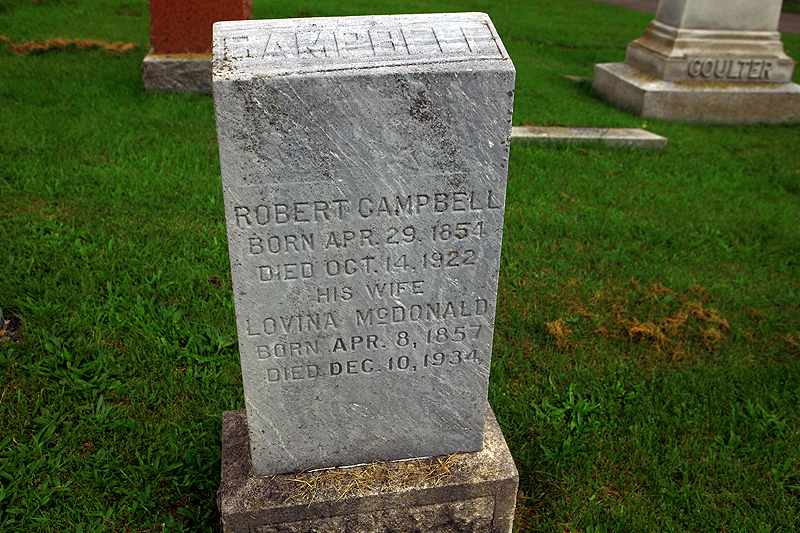 CAMPBELL
COULTER
ROBERT CAMPBELL
BORN APR. 29, 1854
DIED OCT. 14, 1922
HIS WIFE
LOVINA McDONALD
BORN APR. 8, 1857
DIED DEC. 10, 1934